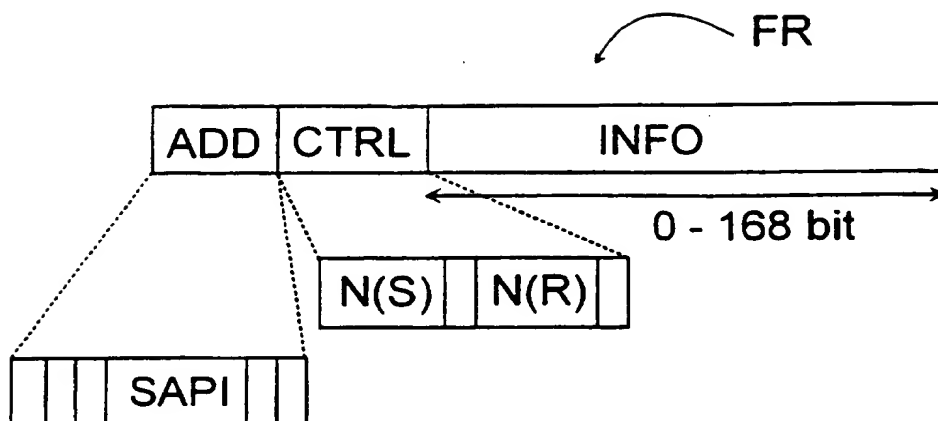 FR
ADD CTRL INFO
0 - 168 bit
N(S) N(R)
SAPI